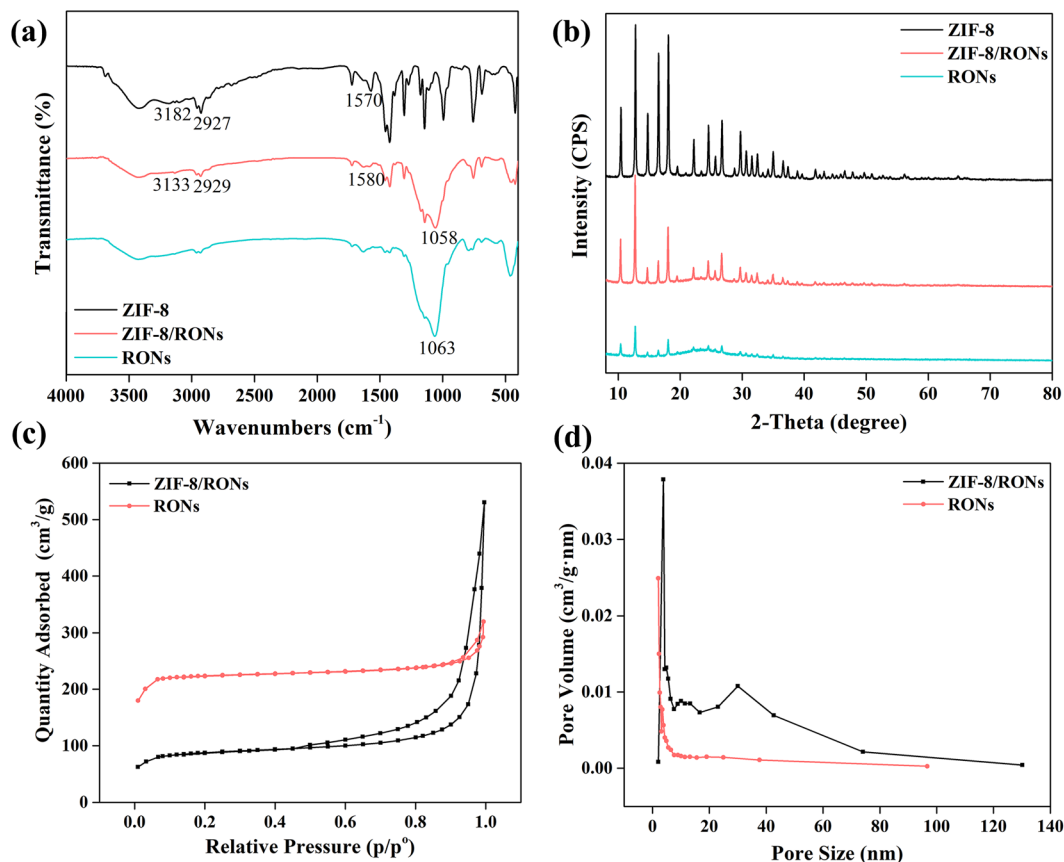 (a)
Transmittance (%)
3182
2927
1570
3133
2929
1580
1058
1063
ZIF-8
ZIF-8/RONs
RONs
4000 3500 3000 2500 2000 1500 1000 500
Wavenumbers (cm⁻¹)
(b)
Intensity (CPS)
ZIF-8
ZIF-8/RONs
RONs
10 20 30 40 50 60 70 80
2-Theta (degree)
(c)
Quantity Adsorbed (cm³/g)
600
500
400
300
200
100
0
ZIF-8/RONs
RONs
0.0 0.2 0.4 0.6 0.8 1.0
Relative Pressure (p/pº)
(d)
Pore Volume (cm³/g·nm)
0.04
0.03
0.02
0.01
0.00
ZIF-8/RONs
RONs
0 20 40 60 80 100 120 140
Pore Size (nm)